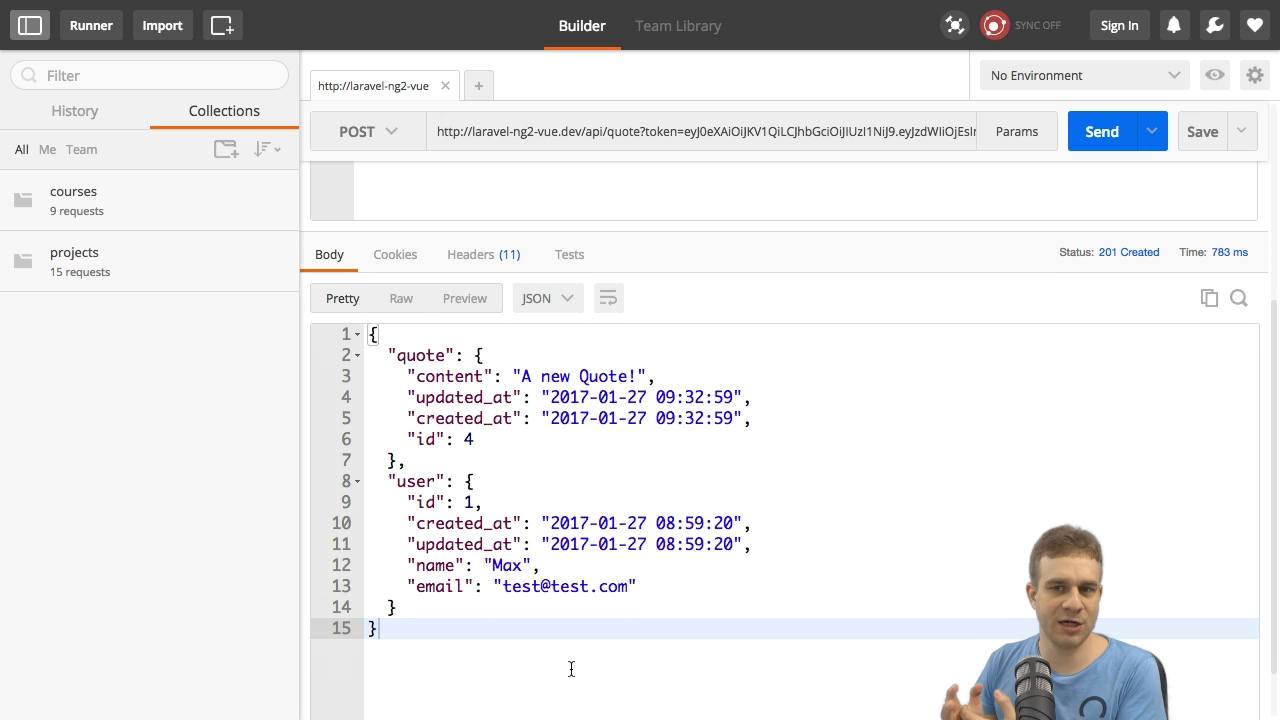 Runner Import Builder Team Library SYNC OFF Sign In
Filter
http://laravel-ng2-vue
No Environment
History Collections
POST http://laravel-ng2-vue.dev/api/quote?token= Params Send Save
All Me Team
courses
9 requests
projects
15 requests
Body Cookies Headers (11) Tests Status: 201 Created Time: 783 ms
Pretty Raw Preview JSON
1 {
2 "quote": {
3 "content": "A new Quote!",
4 "updated_at": "2017-01-27 09:32:59",
5 "created_at": "2017-01-27 09:32:59",
6 "id": 4
7 },
8 "user": {
9 "id": 1,
10 "created_at": "2017-01-27 08:59:20",
11 "updated_at": "2017-01-27 08:59:20",
12 "name": "Max",
13 "email": "test@test.com"
14 }
15 }